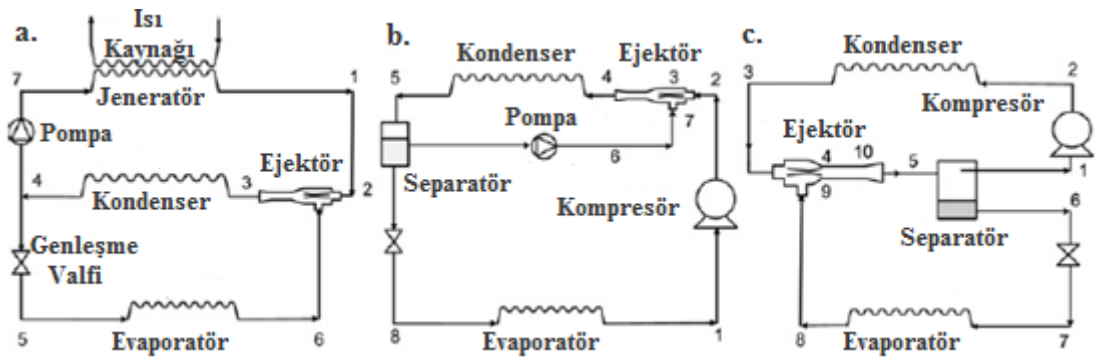 a.
Isı
Kaynağı
7
1
Jeneratör
Pompa
Ejektör
4
3
2
Kondenser
Genleşme
Valfi
5
Evaporatör
6
b.
Kondenser
Ejektör
5
4
3
2
Pompa
7
6
Separatör
Kompresör
8
Evaporatör
1
c.
Kondenser
3
2
Kompresör
Ejektör
4
10
5
1
9
6
Separatör
8
Evaporatör
7